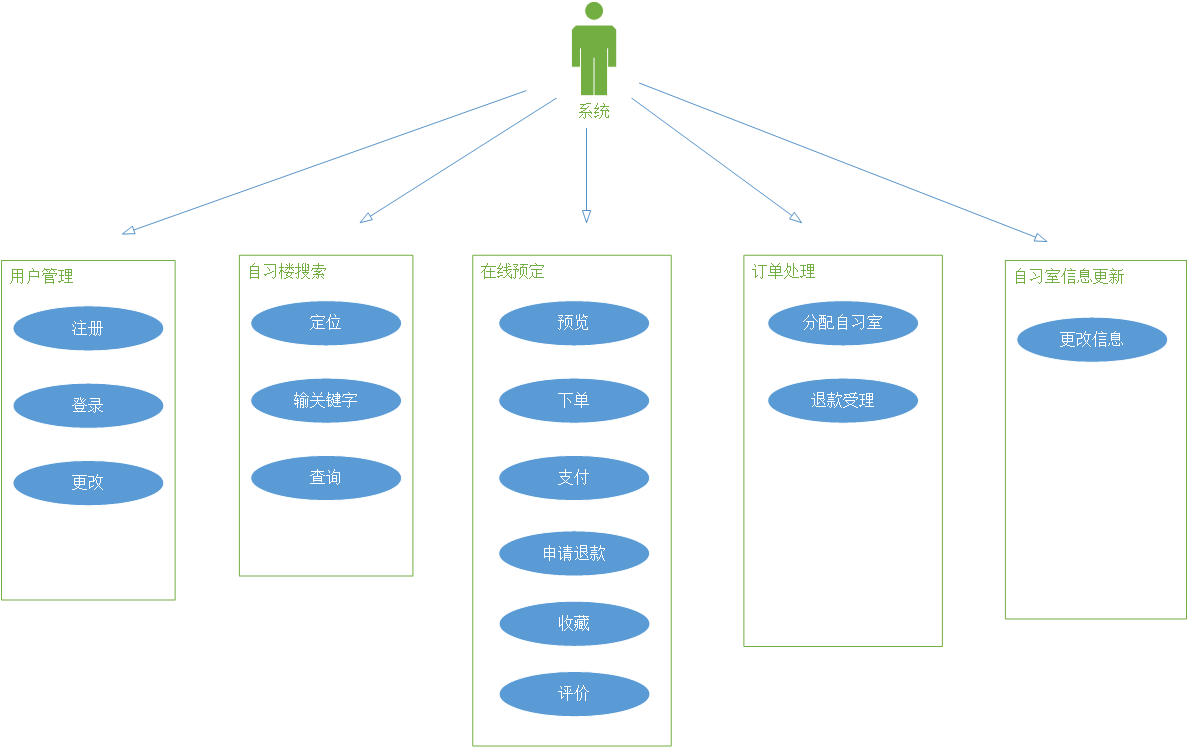 系统
用户管理
注册
登录
更改
自习楼搜索
定位
输关键字
查询
在线预定
预览
下单
支付
申请退款
收藏
评价
订单处理
分配自习室
退款受理
自习室信息更新
更改信息